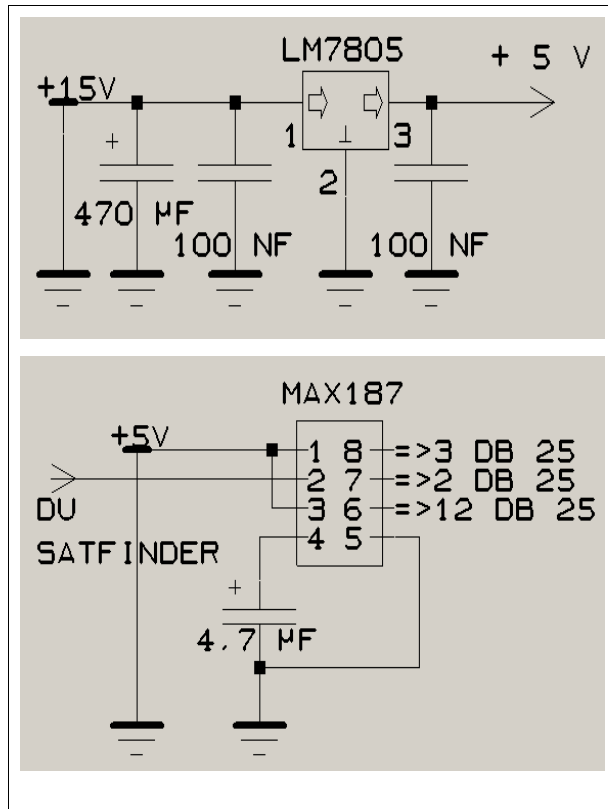 LM7805
+ 5 V
+15V
+
1
3
2
470 µF
100 NF
100 NF
MAX187
+5V
1 8 =>3 DB 25
2 7 =>2 DB 25
3 6 =>12 DB 25
4 5
DU
SATFINDER
+
4,7 µF